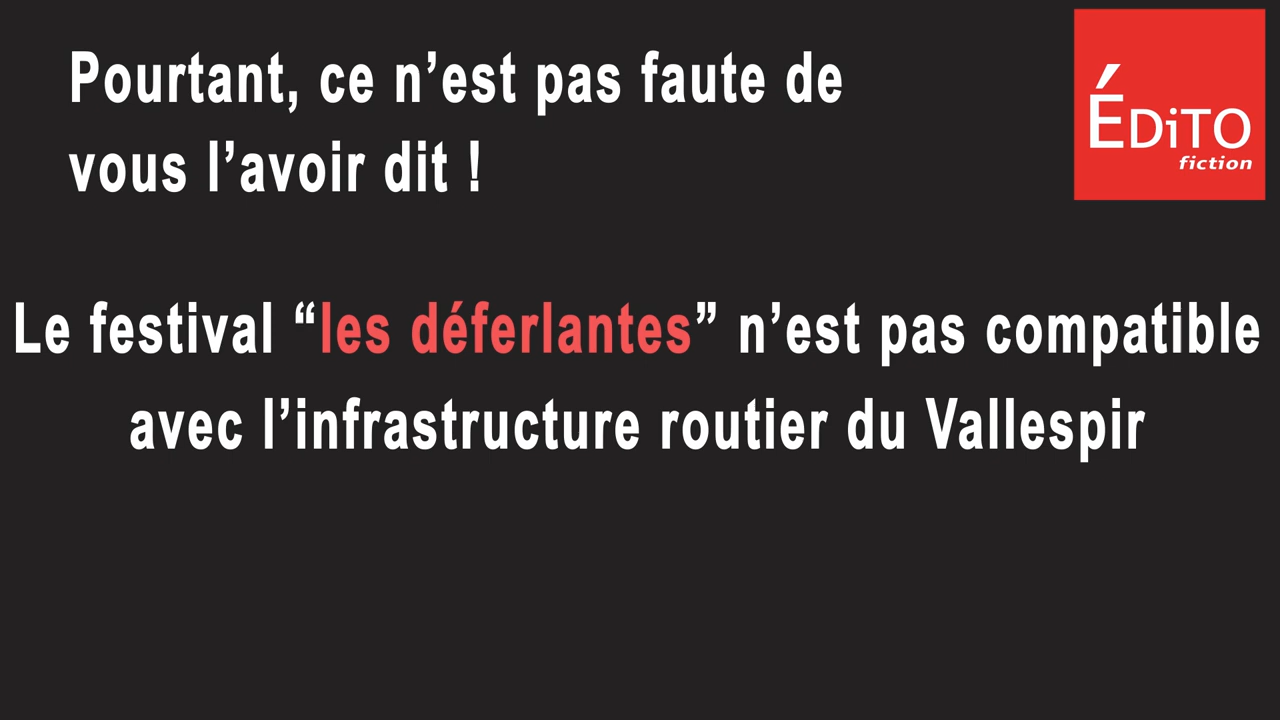 Pourtant, ce n’est pas faute de
vous l’avoir dit !
ÉDiTO
fiction
Le festival “les déferlantes” n’est pas compatible
avec l’infrastructure routier du Vallespir